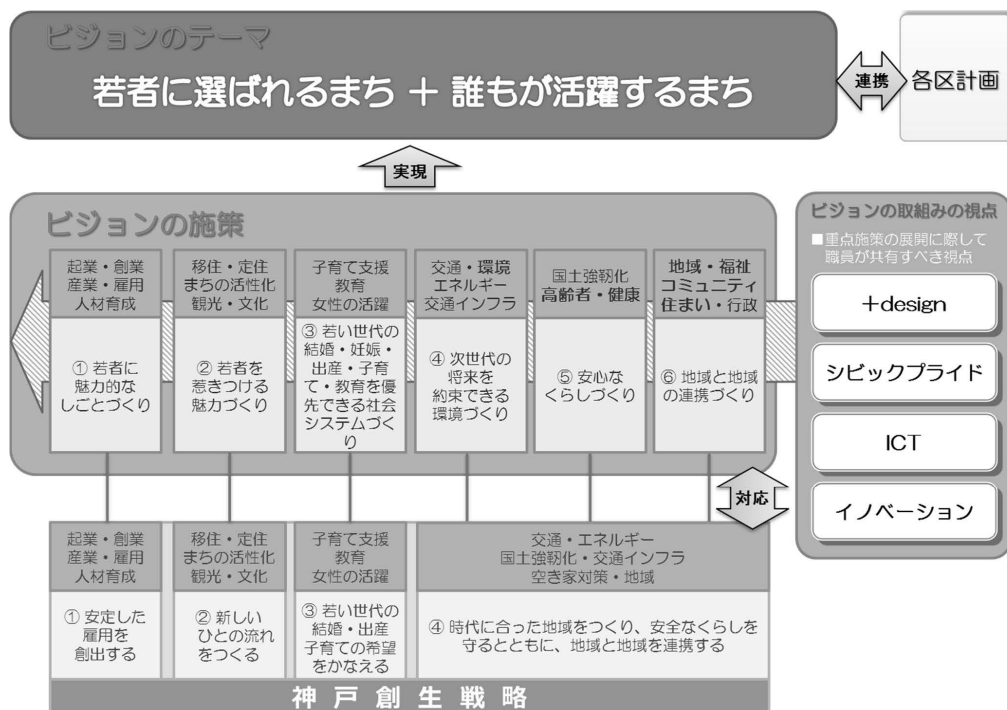 ビジョンのテーマ
若者に選ばれるまち + 誰もが活躍するまち
連携
各区計画
実現
ビジョンの施策
起業・創業
産業・雇用
人材育成
① 若者に
魅力的な
しごとづくり
移住・定住
まちの活性化
観光・文化
② 若者を
惹きつける
魅力づくり
子育て支援
教育
女性の活躍
③ 若い世代の
結婚・妊娠・
出産・子育
て・教育を優
先できる社会
システムづく
り
交通・環境
エネルギー
交通インフラ
④ 次世代の
将来を
約束できる
環境づくり
国土強靭化
高齢者・健康
⑤ 安心な
くらしづくり
地域・福祉
コミュニティ
住まい・行政
⑥ 地域と地域
の連携づくり
ビジョンの取組みの視点
■重点施策の展開に際して
職員が共有すべき視点
+design
シビックプライド
ICT
イノベーション
対応
起業・創業
産業・雇用
人材育成
① 安定した
雇用を
創出する
移住・定住
まちの活性化
観光・文化
② 新しい
ひとの流れ
をつくる
子育て支援
教育
女性の活躍
③ 若い世代の
結婚・出産
子育ての希望
をかなえる
交通・エネルギー
国土強靭化・交通インフラ
空き家対策・地域
④ 時代に合った地域をつくり、安全なくらしを
守るとともに、地域と地域を連携する
神戸創生戦略